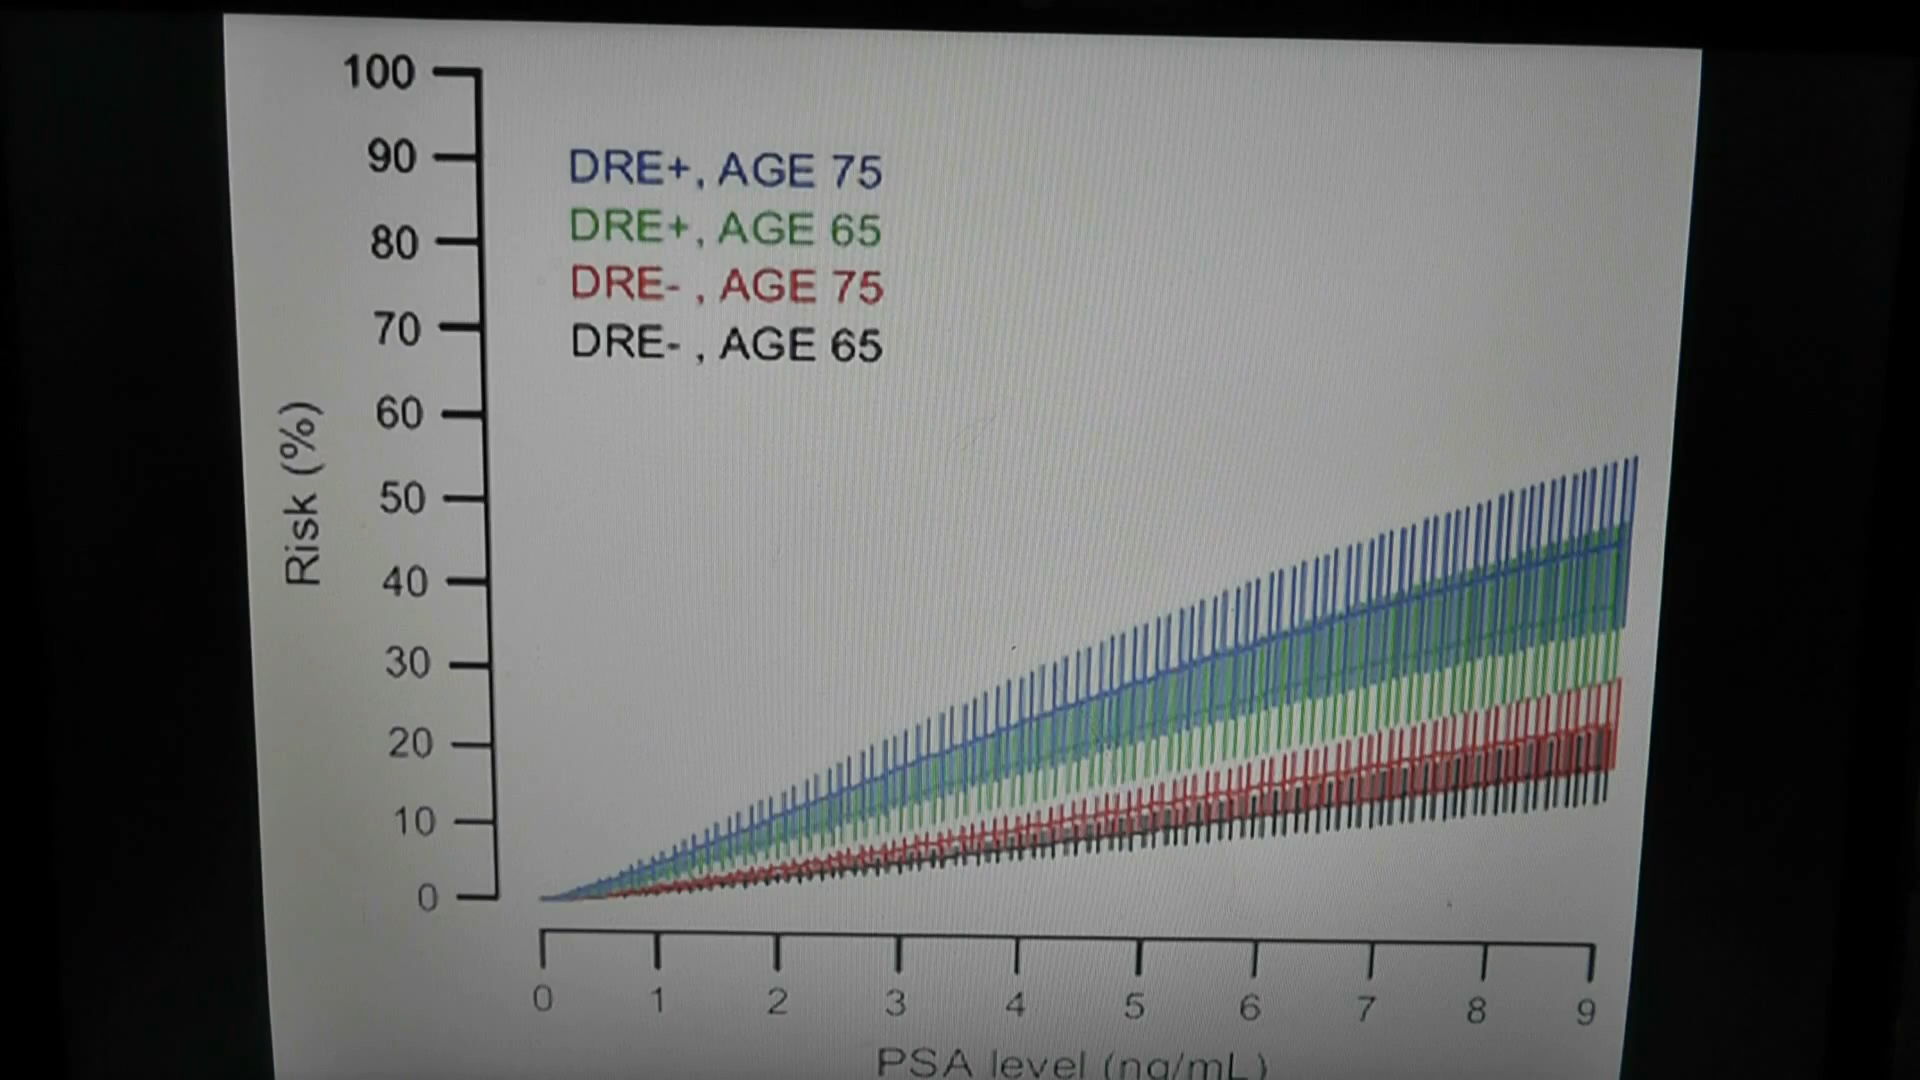 100
90
80
70
60
50
40
30
20
10
0
Risk (%)
DRE+, AGE 75
DRE+, AGE 65
DRE- , AGE 75
DRE- , AGE 65
0 1 2 3 4 5 6 7 8 9
PSA level (ng/mL)